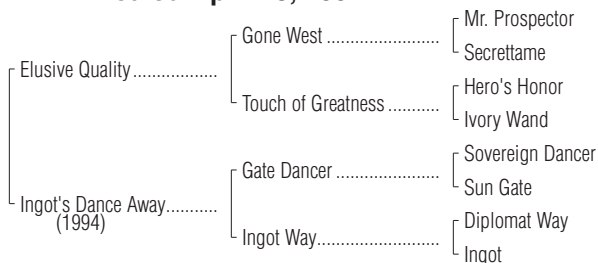 Gone West
Mr. Prospector
Secrettame
Elusive Quality
Touch of Greatness
Hero's Honor
Ivory Wand
Gate Dancer
Sovereign Dancer
Sun Gate
Ingot's Dance Away
(1994)
Ingot Way
Diplomat Way
Ingot